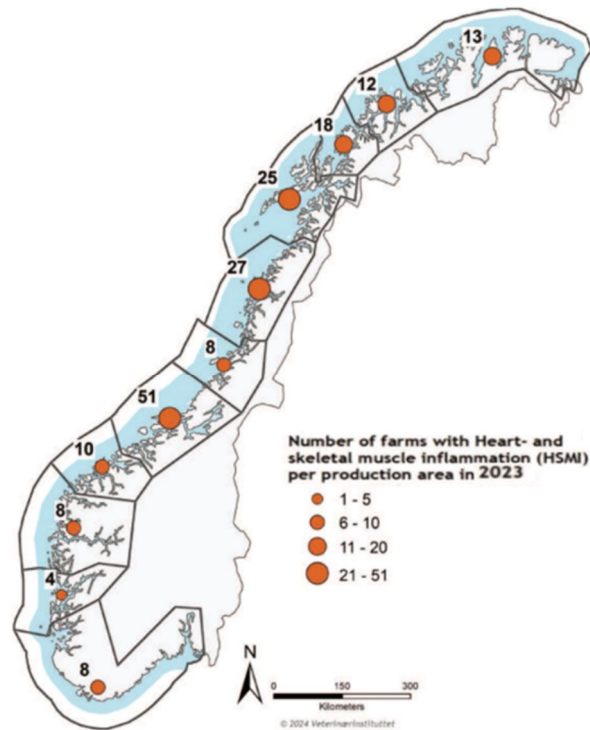 13
12
18
25
27
8
51
10
8
4
8
Number of farms with Heart- and
skeletal muscle inflammation (HSMI)
per production area in 2023
1 - 5
6 - 10
11 - 20
21 - 51
N
0 150 300
Kilometers
© 2024 Veterinærinstituttet